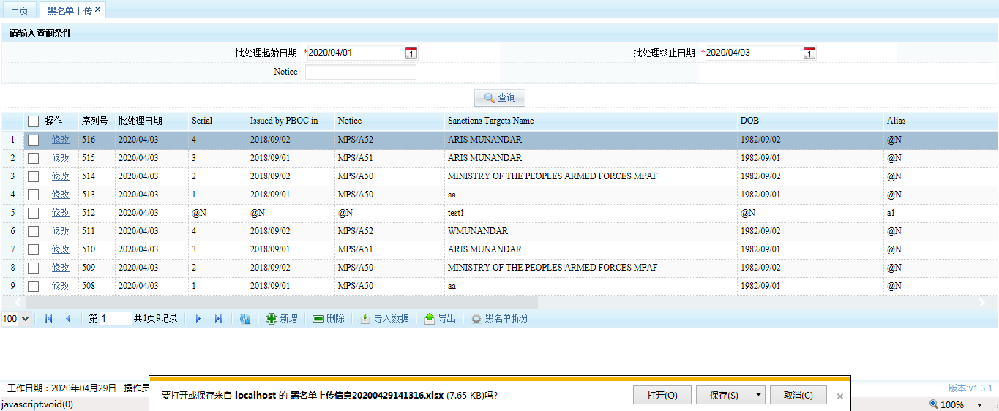 主页 黑名单上传
请输入查询条件
批处理起始日期 *2020/04/01 批处理终止日期 *2020/04/03
Notice
查询
操作 序列号 批处理日期 Serial Issued by PBOC in Notice Sanctions Targets Name DOB Alias
1 修改 516 2020/04/03 4 2018/09/02 MPS/A52 ARIS MUNANDAR 1982/09/02 @N
2 修改 515 2020/04/03 3 2018/09/01 MPS/A51 ARIS MUNANDAR 1982/09/01 @N
3 修改 514 2020/04/03 2 2018/09/02 MPS/A50 MINISTRY OF THE PEOPLES ARMED FORCES MPAF 1982/09/02 @N
4 修改 513 2020/04/03 1 2018/09/01 MPS/A50 aa 1982/09/01 @N
5 修改 512 2020/04/03 @N @N @N test1 @N a1
6 修改 511 2020/04/03 4 2018/09/02 MPS/A52 WMUNANDAR 1982/09/02 @N
7 修改 510 2020/04/03 3 2018/09/01 MPS/A51 ARIS MUNANDAR 1982/09/01 @N
8 修改 509 2020/04/03 2 2018/09/02 MPS/A50 MINISTRY OF THE PEOPLES ARMED FORCES MPAF 1982/09/02 @N
9 修改 508 2020/04/03 1 2018/09/01 MPS/A50 aa 1982/09/01 @N
100 第 1 共1页9记录 新增 删除 导入数据 导出 黑名单拆分
工作日期：2020年04月29日 操作员 版本:v1.3.1
要打开或保存来自 localhost 的 黑名单上传信息20200429141316.xlsx (7.65 KB)吗? 打开(O) 保存(S) 取消(C)
javascript:void(0) 100%